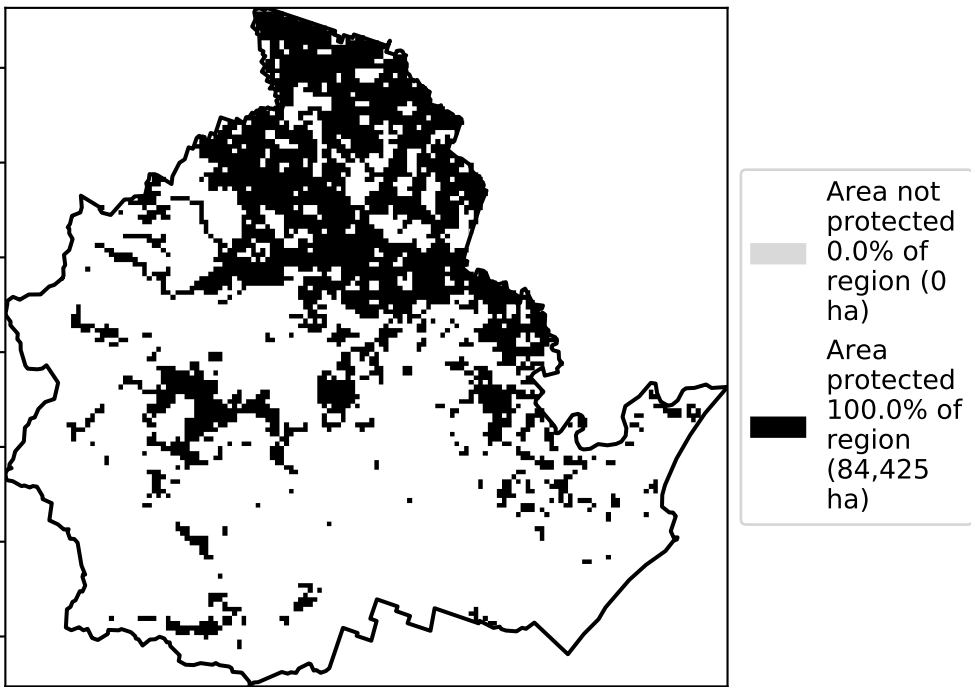 Area not
protected
0.0% of
region (0
ha)
Area
protected
100.0% of
region
(84,425
ha)